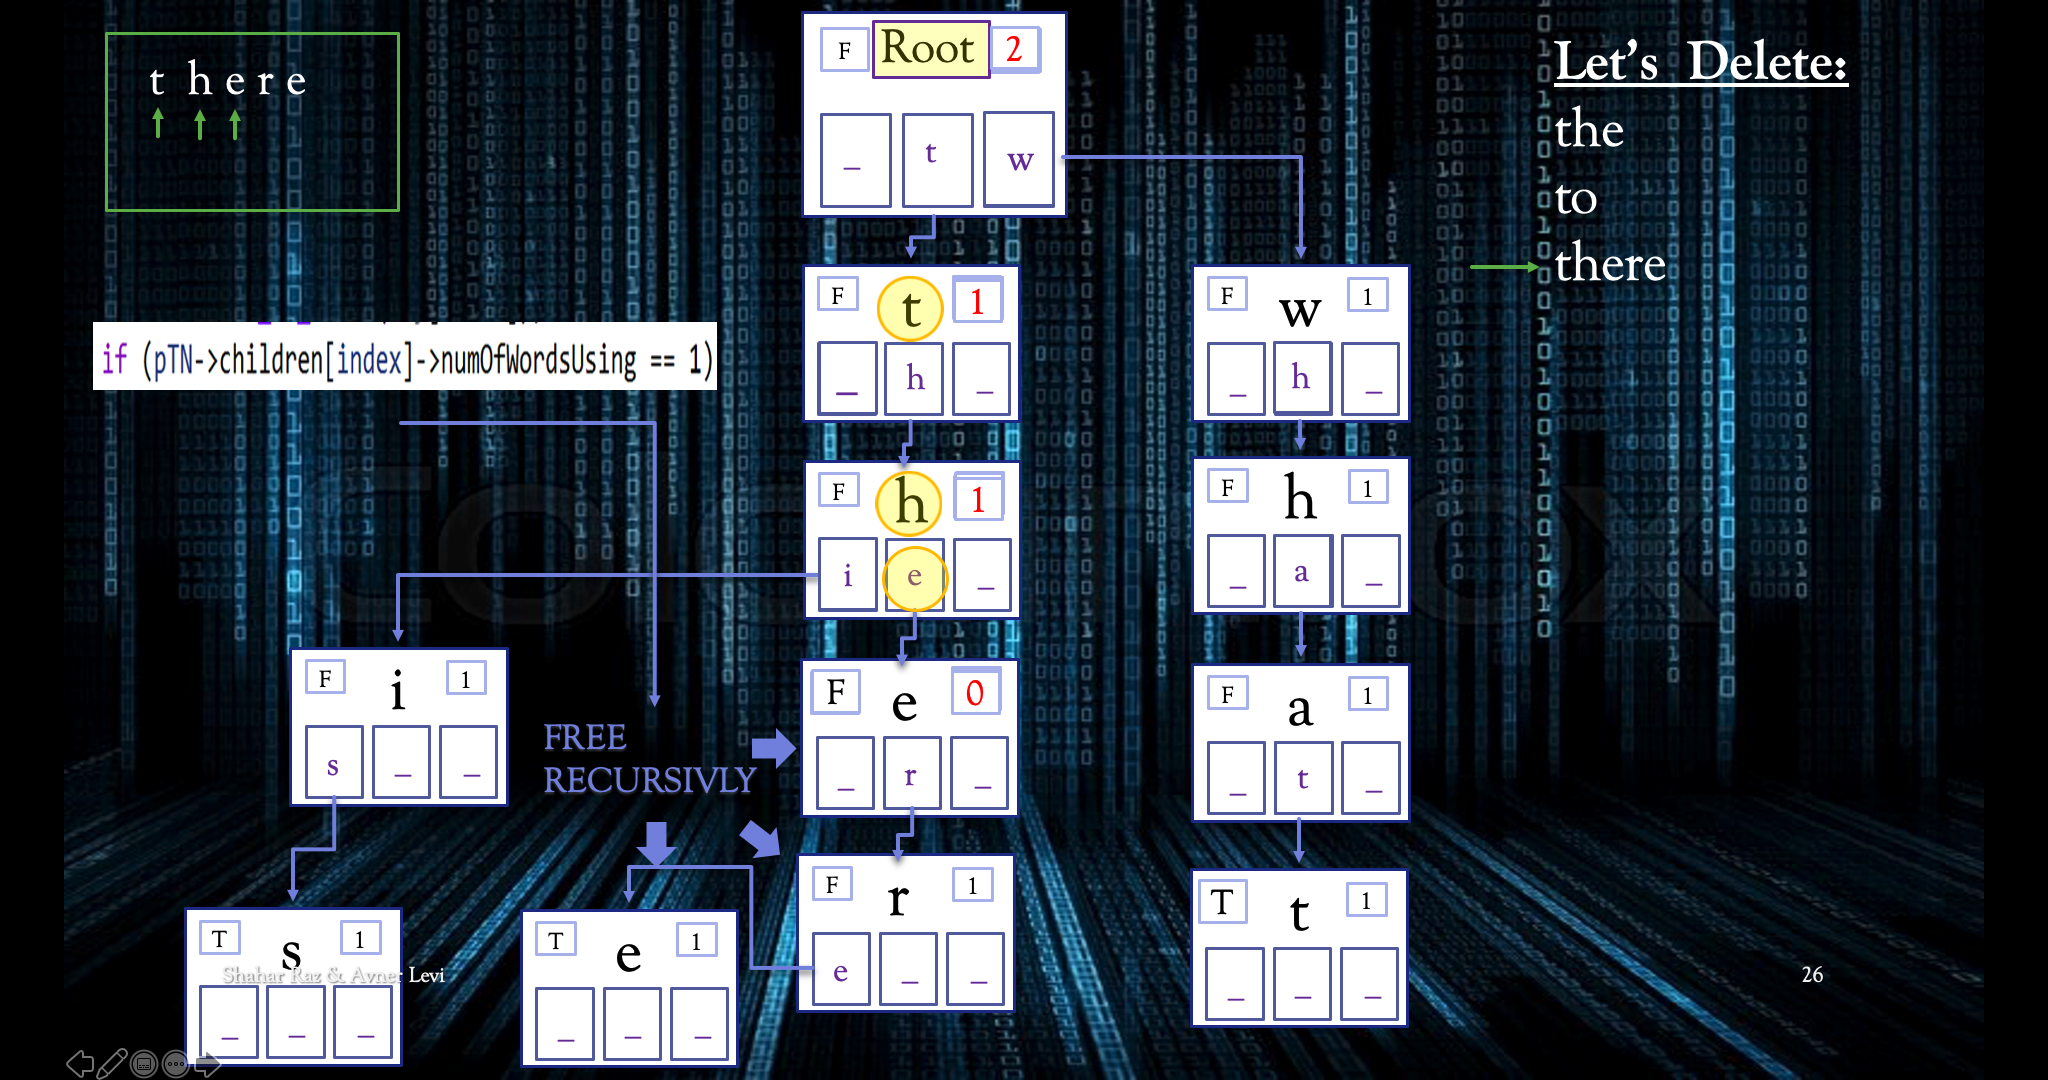 t h e r e
Let's Delete:
the
to
there
if (pTN->children[index]->numOfWordsUsing == 1)
F Root 2
_ t w
F t 1
_ h _
F w 1
_ h _
F h 1
i e _
F h 1
_ a _
F i 1
s _ _
FREE
RECURSIVLY
F e 0
_ r _
F a 1
_ t _
T s 1
_ _ _
T e 1
_ _ _
F r 1
e _ _
T t 1
_ _ _
Shahar Raz & Avner Levi
26